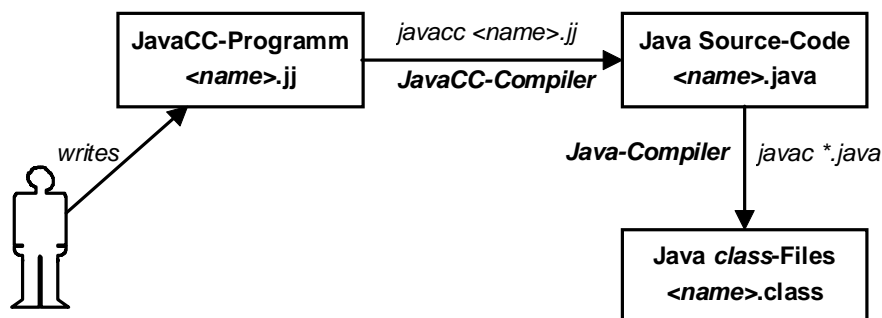 JavaCC-Programm
<name>.jj
javacc <name>.jj
JavaCC-Compiler
Java Source-Code
<name>.java
writes
Java-Compiler
javac *.java
Java class-Files
<name>.class